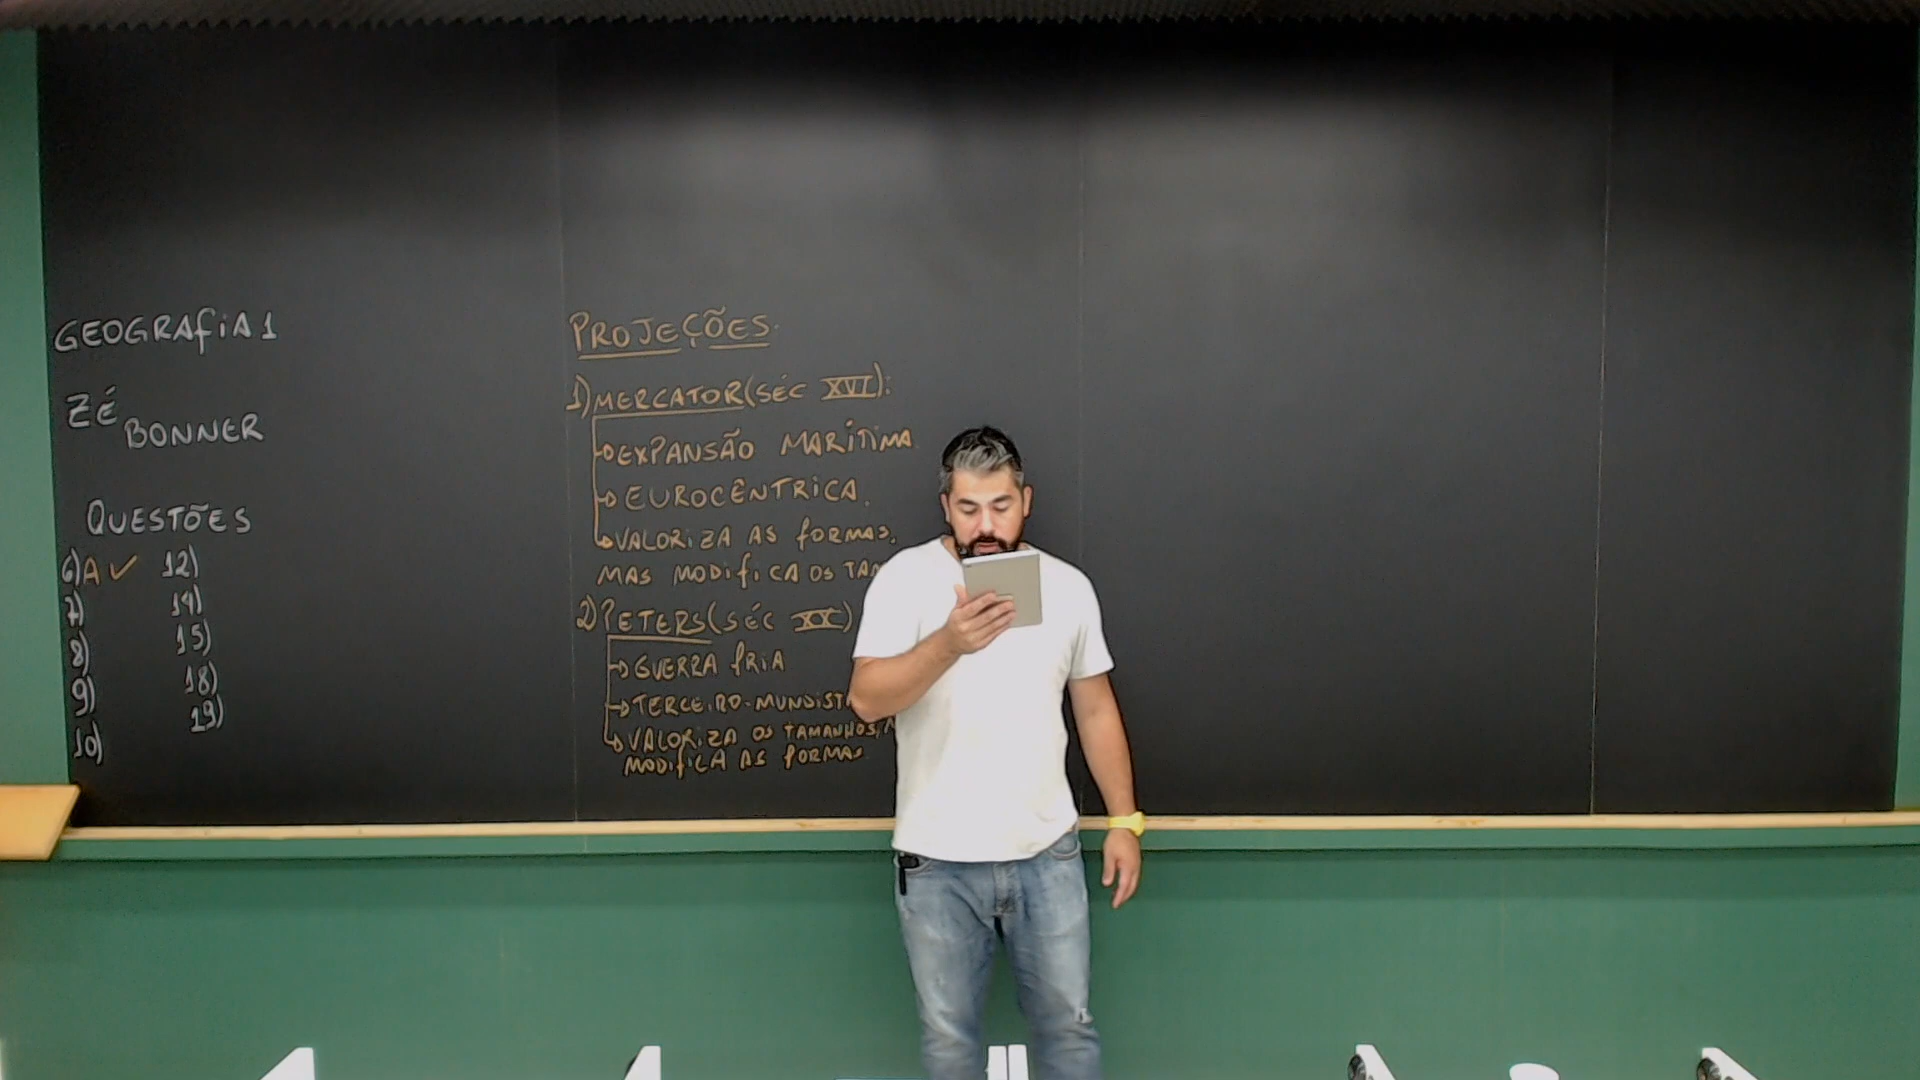 GEOGRAFIA 1
ZÉ
BONNER
QUESTÕES
6) A ✓
7)
8)
9)
10)
12)
14)
15)
18)
19)
PROJEÇÕES.
1) MERCATOR (SÉC XVI):
EXPANSÃO MARÍTIMA
EUROCÊNTRICA.
VALORIZA AS FORMAS,
MAS MODIFICA OS
2) PETERS (SÉC XX)
GUERRA FRIA
VALORIZA OS TAMANHOS,
MODIFICA AS FORMAS